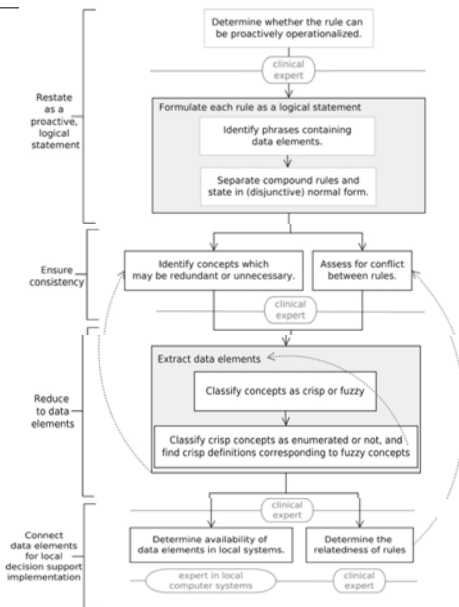 Determine whether the rule can
be proactively operationalized.
clinical
expert
Restate
as a
proactive,
logical
statement
Formulate each rule as a logical statement
Identify phrases containing
data elements.
Separate compound rules and
state in (disjunctive) normal form.
Ensure
consistency
Identify concepts which
may be redundant or unnecessary.
Assess for conflict
between rules.
clinical
expert
Reduce
to data
elements
Extract data elements
Classify concepts as crisp or fuzzy
Classify crisp concepts as enumerated or not, and
find crisp definitions corresponding to fuzzy concepts
clinical
expert
Connect
data elements
for local
decision support
implementation
Determine availability of
data elements in local systems.
Determine the
relatedness of rules
expert in local
computer systems
clinical
expert